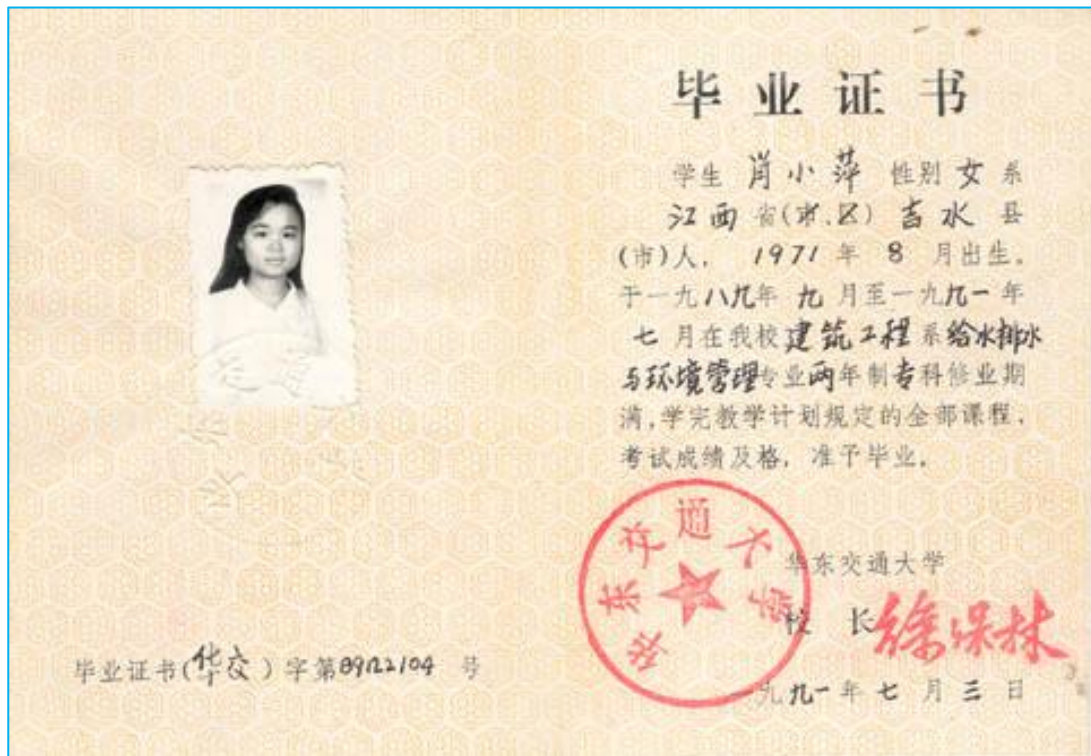 毕业证书
学生 肖小萍 性别 女 系
江西 省(市、区) 吉水 县
(市)人, 1971 年 8 月出生,
于一九八九年 九 月至一九九一年
七 月在我校 建筑工程 系 给水排水
与环境管理专业两年制专科修业期
满,学完教学计划规定的全部课程,
考试成绩及格, 准予毕业。
华东交通大学
华东交通大学
校 长
一九九一年 七 月 三 日
毕业证书(华交)字第 号